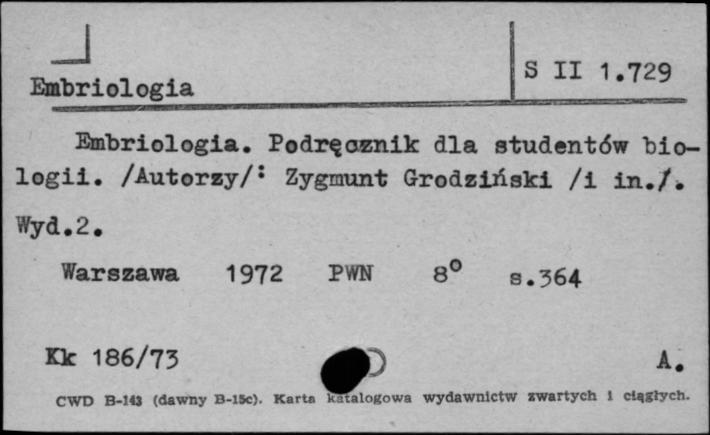 S II 1.729
Embriologia
Embriologia. Podręcznik dla studentów bio-
logii. /Autorzy/: Zygmunt Grodziński /i in./.
Wyd.2.
Warszawa 1972 PWN 8° s.364
Kk 186/73 A.
CWD B-143 (dawny B-15c). Karta katalogowa wydawnictw zwartych i ciągłych.